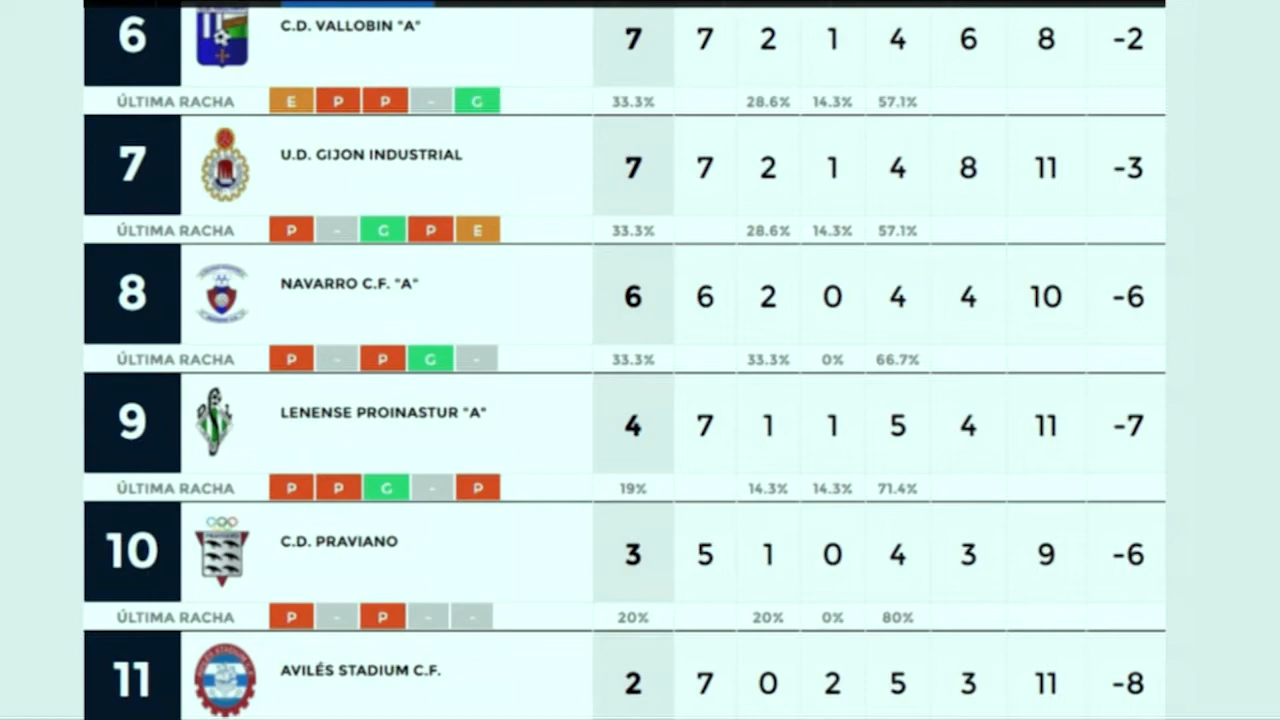 6 C.D. VALLOBIN "A" 7 7 2 1 4 6 8 -2
ÚLTIMA RACHA E P P - G 33.3% 28.6% 14.3% 57.1%
7 U.D. GIJON INDUSTRIAL 7 7 2 1 4 8 11 -3
ÚLTIMA RACHA P - G P E 33.3% 28.6% 14.3% 57.1%
8 NAVARRO C.F. "A" 6 6 2 0 4 4 10 -6
ÚLTIMA RACHA P - P G - 33.3% 33.3% 0% 66.7%
9 LENENSE PROINASTUR "A" 4 7 1 1 5 4 11 -7
ÚLTIMA RACHA P P G - P 19% 14.3% 14.3% 71.4%
10 C.D. PRAVIANO 3 5 1 0 4 3 9 -6
ÚLTIMA RACHA P - P - - 20% 20% 0% 80%
11 AVILÉS STADIUM C.F. 2 7 0 2 5 3 11 -8